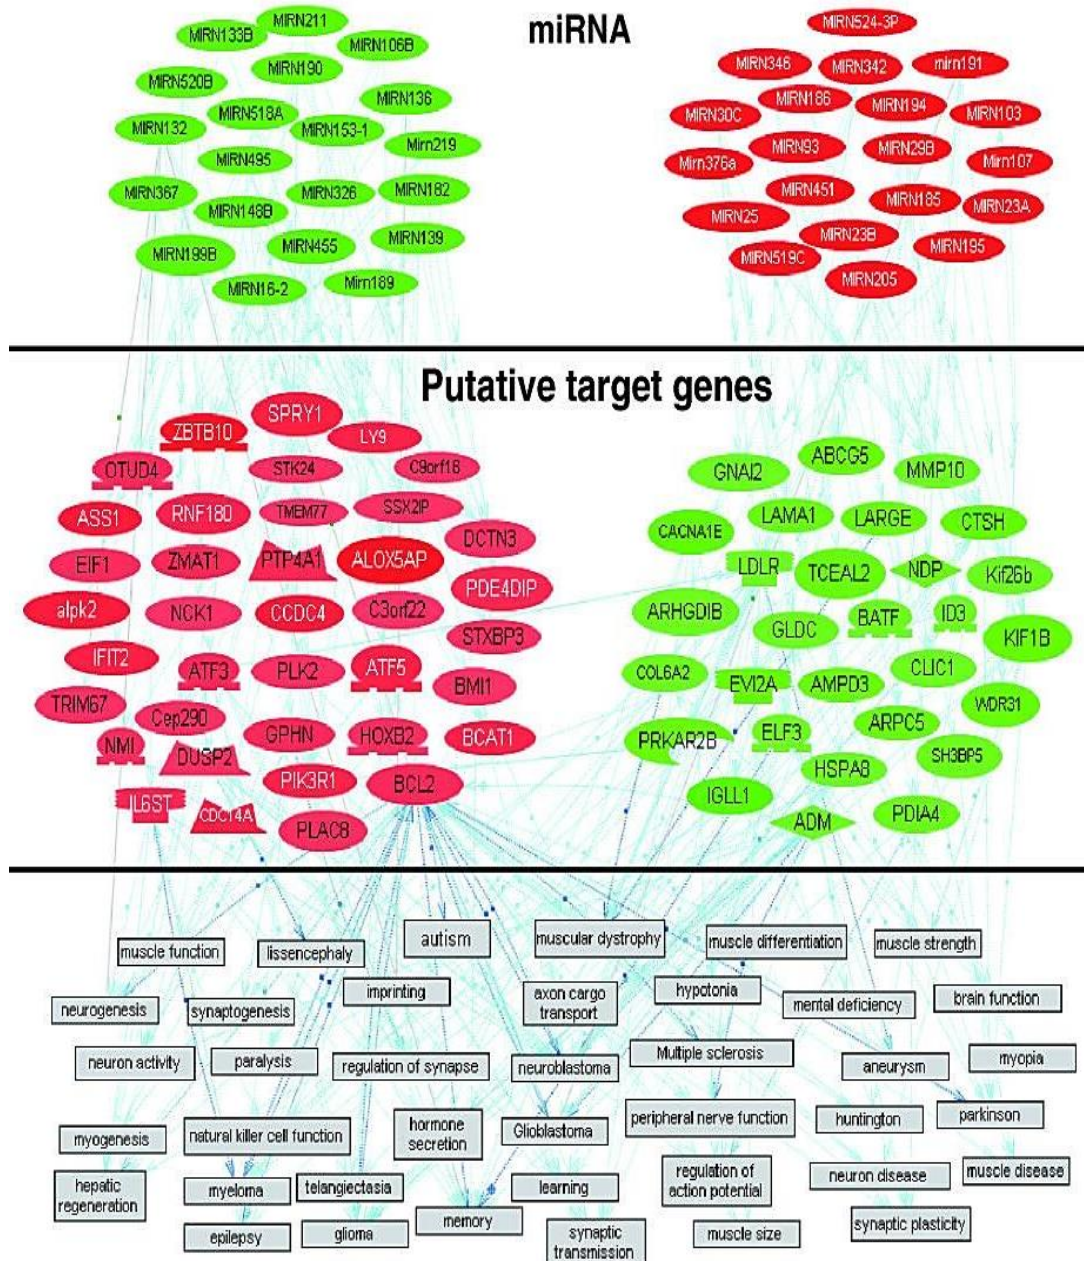 miRNA
MIRN211
MIRN133B
MIRN106B
MIRN190
MIRN520B
MIRN136
MIRN518A
MIRN132
MIRN153-1
Mirn219
MIRN495
MIRN367
MIRN326
MIRN182
MIRN148B
MIRN199B
MIRN455
MIRN139
MIRN16-2
Mirn189
MIRN524-3P
MIRN346
MIRN342
mirn191
MIRN186
MIRN194
MIRN30C
MIRN103
MIRN93
MIRN29B
Mirn376a
Mirn107
MIRN451
MIRN185
MIRN23A
MIRN25
MIRN23B
MIRN195
MIRN519C
MIRN205
Putative target genes
SPRY1
ZBTB10
LY9
OTUD4
STK24
C9orf18
ASS1
RNF180
TMEM77
SSX2IP
DCTN3
EIF1
ZMAT1
PTP4A1
ALOX5AP
PDE4DIP
alpk2
NCK1
CCDC4
C3orf22
STXBP3
IFIT2
ATF3
PLK2
ATF5
BMI1
TRIM67
Cep290
GPHN
HOXB2
BCAT1
NMI
DUSP2
PIK3R1
BCL2
IL6ST
CDC14A
PLAC8
GNAI2
ABCG5
MMP10
CACNA1E
LAMA1
LARGE
CTSH
LDLR
TCEAL2
NDP
Kif26b
ARHGDIB
GLDC
BATF
ID3
KIF1B
COL6A2
EVI2A
AMPD3
CLIC1
WDR31
PRKAR2B
ELF3
ARPC5
SH3BP5
HSPA8
IGLL1
ADM
PDIA4
muscle function
lissencephaly
autism
muscular dystrophy
muscle differentiation
muscle strength
neurogenesis
synaptogenesis
imprinting
axon cargo
transport
hypotonia
mental deficiency
brain function
neuron activity
paralysis
regulation of synapse
neuroblastoma
Multiple sclerosis
aneurysm
myopia
myogenesis
natural killer cell function
hormone
secretion
Glioblastoma
peripheral nerve function
huntington
parkinson
hepatic
regeneration
myeloma
telangiectasia
learning
regulation of
action potential
neuron disease
muscle disease
epilepsy
glioma
memory
synaptic
transmission
muscle size
synaptic plasticity